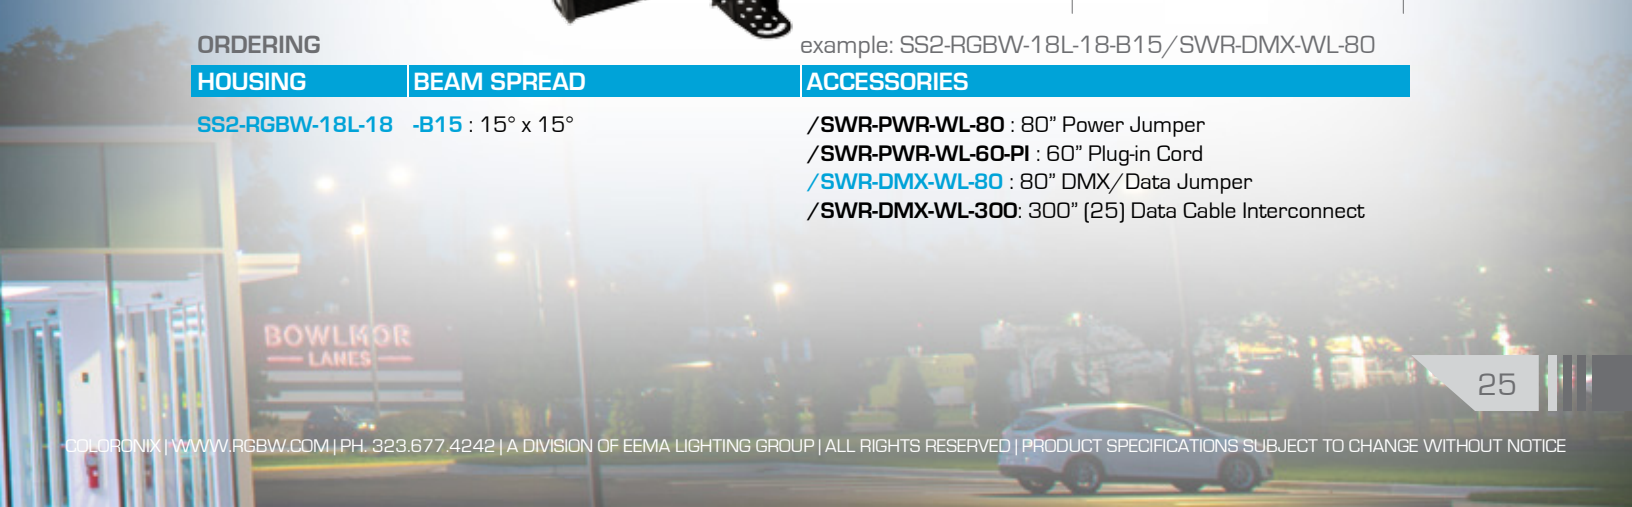 ORDERING
example: SS2-RGBW-18L-18-B15/SWR-DMX-WL-80
HOUSING BEAM SPREAD ACCESSORIES
SS2-RGBW-18L-18 -B15 : 15° x 15° /SWR-PWR-WL-80 : 80” Power Jumper
/SWR-PWR-WL-60-PI : 60” Plug-in Cord
/SWR-DMX-WL-80 : 80” DMX/Data Jumper
/SWR-DMX-WL-300: 300” (25) Data Cable Interconnect
BOWLMOR
LANES
25
COLORONIX | WWW.RGBW.COM | PH. 323.677.4242 | A DIVISION OF EEMA LIGHTING GROUP | ALL RIGHTS RESERVED | PRODUCT SPECIFICATIONS SUBJECT TO CHANGE WITHOUT NOTICE